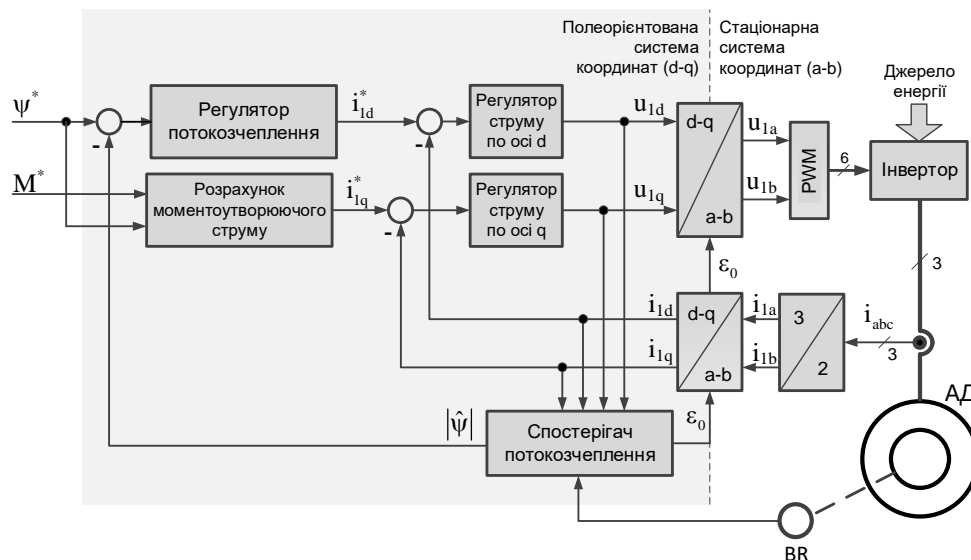 Полеорієнтована
система
координат (d-q)
Стаціонарна
система
координат (a-b)
Джерело
енергії
ψ*
-
Регулятор
потокозчеплення
i*1d
-
Регулятор
струму
по осі d
u1d
d-q
a-b
u1a
u1b
PWM
6
Інвертор
M*
Розрахунок
моментоутворюючого
струму
i*1q
-
Регулятор
струму
по осі q
u1q
ε0
3
i1d
i1q
d-q
a-b
i1a
i1b
3
2
iabc
3
АД
|ψ̂|
Спостерігач
потокозчеплення
ε0
BR